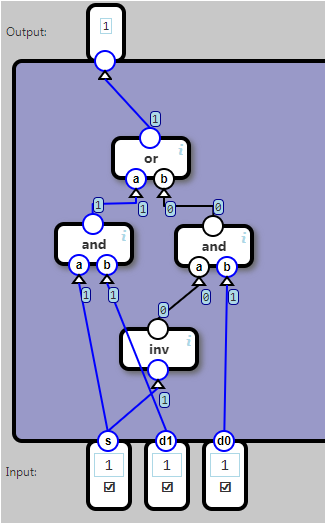 Output:
1
1
or
i
a b
1 1 0 0
and
i
and
i
a b
a b
1 1 0 1
0
inv
i
1
s d1 d0
Input:
1 1 1